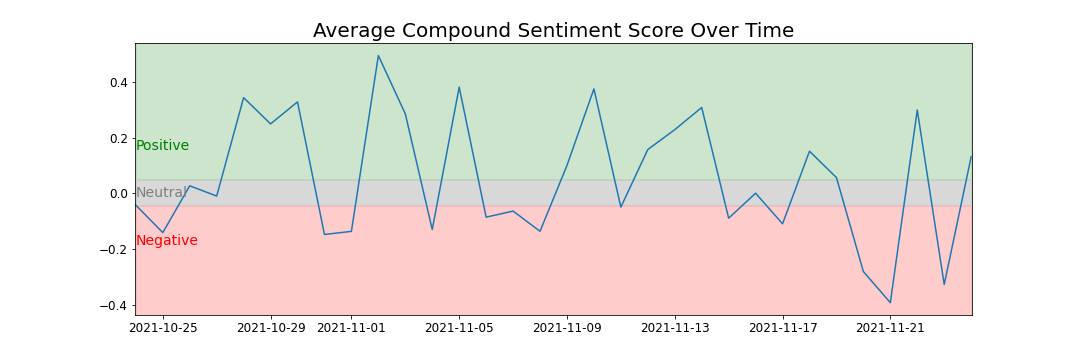 Average Compound Sentiment Score Over Time
0.4
0.2
Positive
0.0
Neutral
−0.2
Negative
−0.4
2021-10-25 2021-10-29 2021-11-01 2021-11-05 2021-11-09 2021-11-13 2021-11-17 2021-11-21